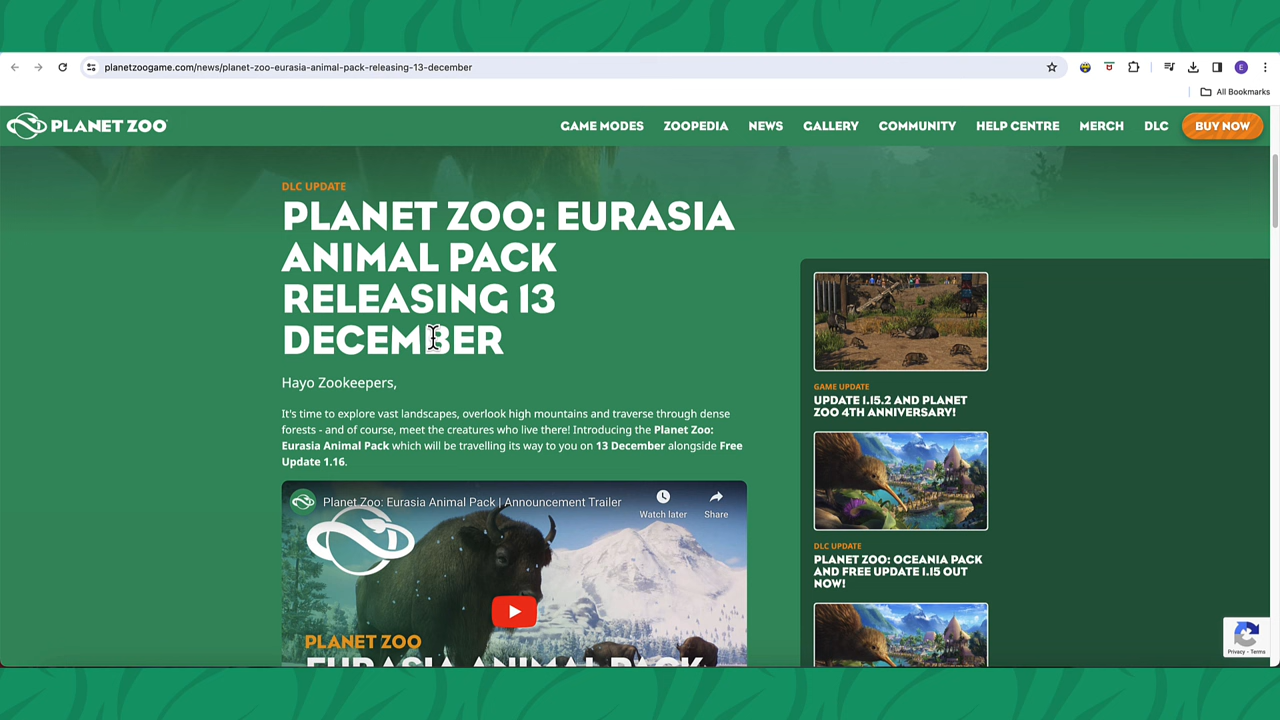 planetzoogame.com/news/planet-zoo-eurasia-animal-pack-releasing-13-december
E
All Bookmarks
PLANET ZOO
GAME MODES
ZOOPEDIA
NEWS
GALLERY
COMMUNITY
HELP CENTRE
MERCH
DLC
BUY NOW
DLC UPDATE
PLANET ZOO: EURASIA
ANIMAL PACK
RELEASING 13
DECEMBER
Hayo Zookeepers,
It's time to explore vast landscapes, overlook high mountains and traverse through dense
forests - and of course, meet the creatures who live there! Introducing the Planet Zoo:
Eurasia Animal Pack which will be travelling its way to you on 13 December alongside Free
Update 1.16.
Planet Zoo: Eurasia Animal Pack | Announcement Trailer
Watch later
Share
PLANET ZOO
EURASIA ANIMAL PACK
GAME UPDATE
UPDATE 1.15.2 AND PLANET
ZOO 4TH ANNIVERSARY!
DLC UPDATE
PLANET ZOO: OCEANIA PACK
AND FREE UPDATE 1.15 OUT
NOW!
Privacy - Terms